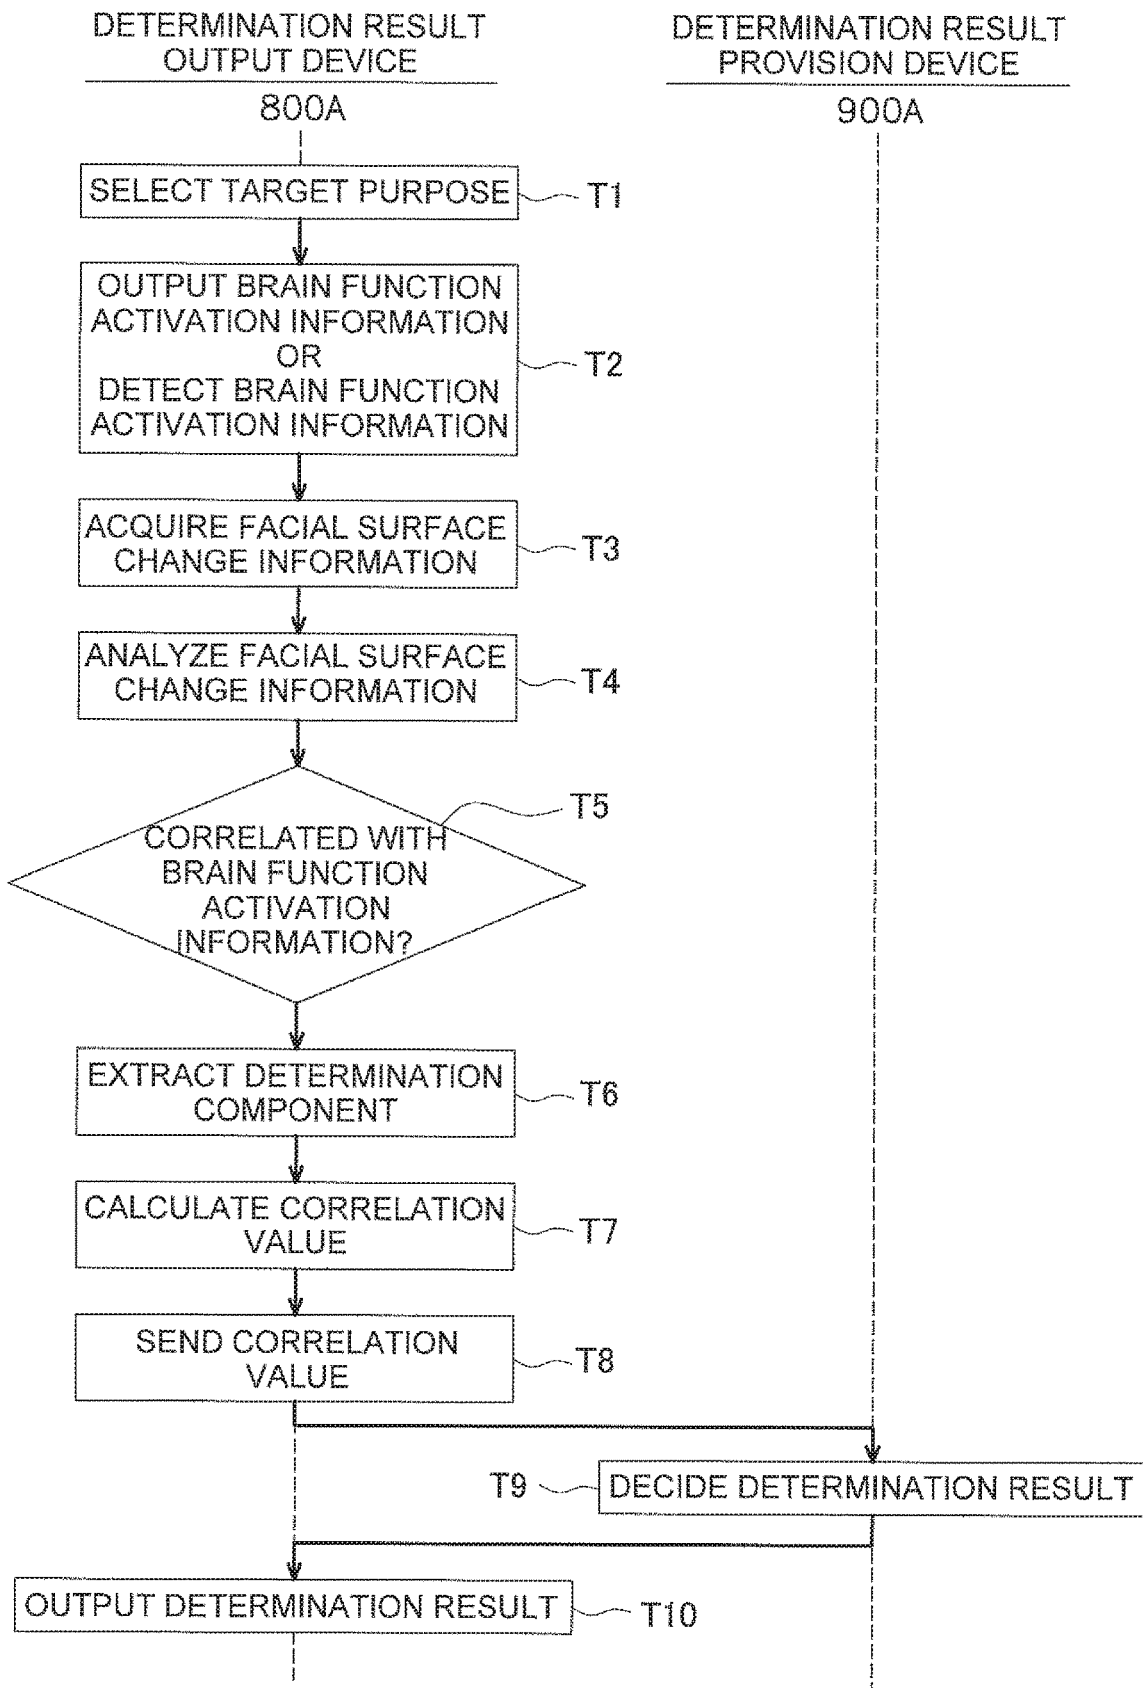 DETERMINATION RESULT
OUTPUT DEVICE
800A
DETERMINATION RESULT
PROVISION DEVICE
900A
SELECT TARGET PURPOSE
T1
OUTPUT BRAIN FUNCTION
ACTIVATION INFORMATION
OR
DETECT BRAIN FUNCTION
ACTIVATION INFORMATION
T2
ACQUIRE FACIAL SURFACE
CHANGE INFORMATION
T3
ANALYZE FACIAL SURFACE
CHANGE INFORMATION
T4
T5
CORRELATED WITH
BRAIN FUNCTION
ACTIVATION
INFORMATION?
EXTRACT DETERMINATION
COMPONENT
T6
CALCULATE CORRELATION
VALUE
T7
SEND CORRELATION
VALUE
T8
T9
DECIDE DETERMINATION RESULT
OUTPUT DETERMINATION RESULT
T10